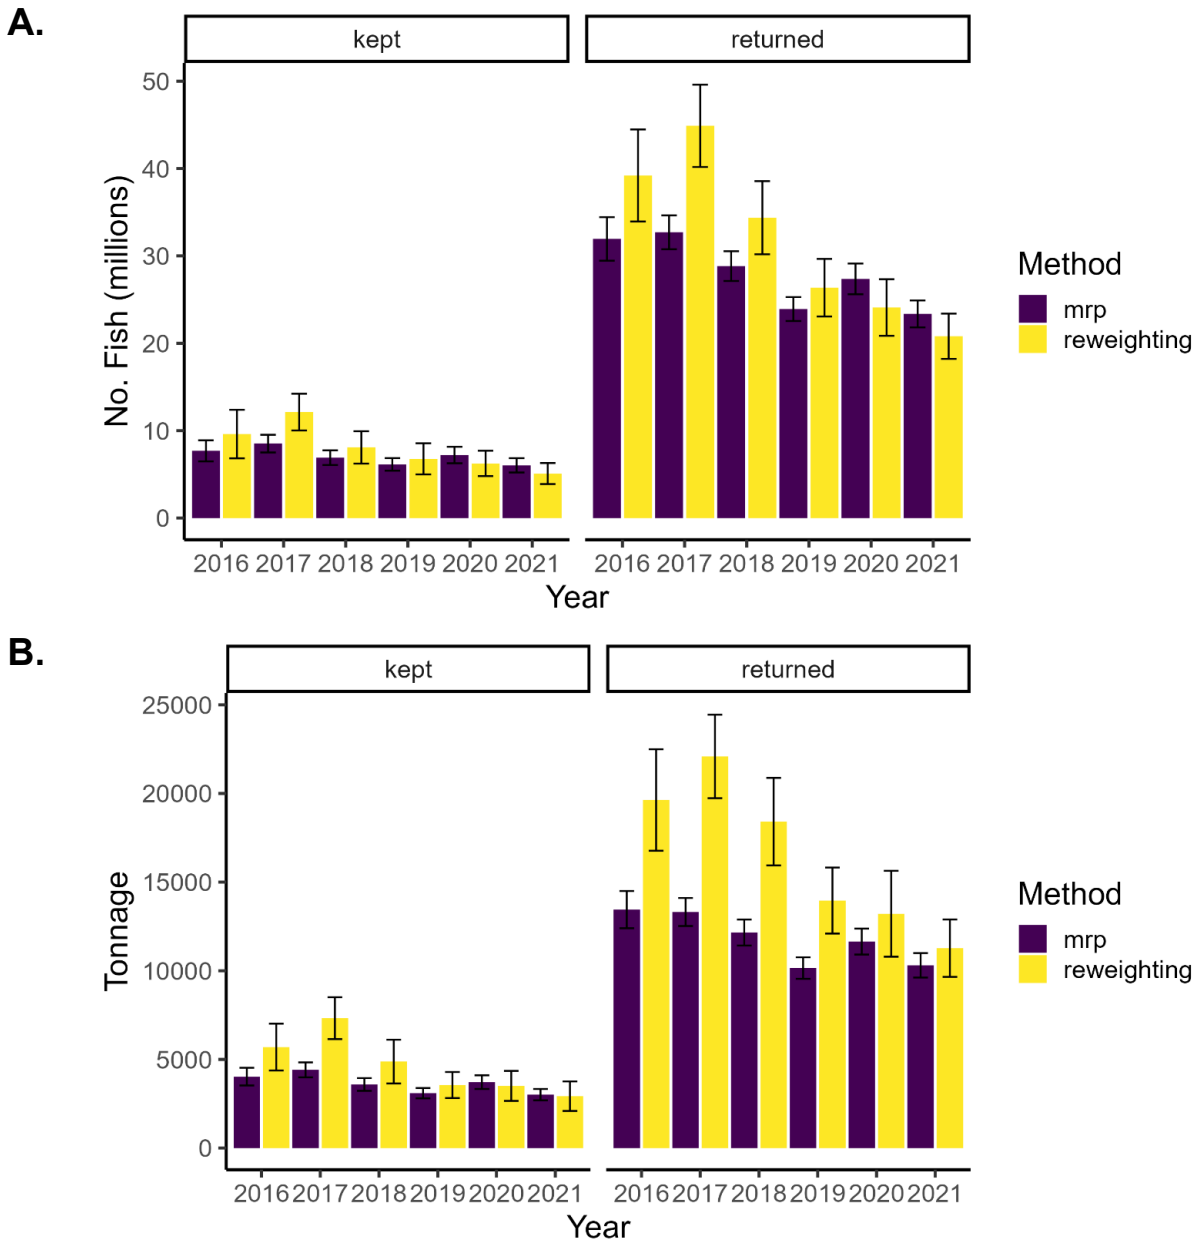 A.
kept returned
50
40
30
20
10
0
No. Fish (millions)
2016 2017 2018 2019 2020 2021 2016 2017 2018 2019 2020 2021
Year
Method
mrp
reweighting
B.
kept returned
25000
20000
15000
10000
5000
0
Tonnage
2016 2017 2018 2019 2020 2021 2016 2017 2018 2019 2020 2021
Year
Method
mrp
reweighting